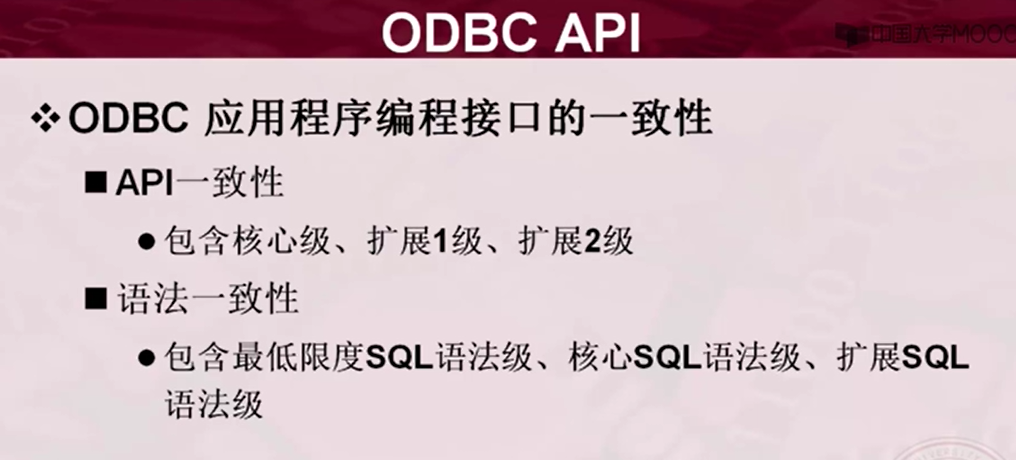 ODBC API
中国大学MOOC
❖ODBC 应用程序编程接口的一致性
■ API一致性
●包含核心级、扩展1级、扩展2级
■ 语法一致性
●包含最低限度SQL语法级、核心SQL语法级、扩展SQL
语法级